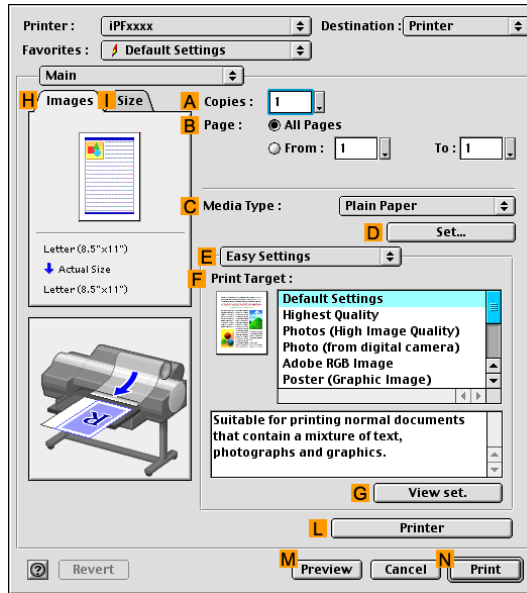 Printer : iPFxxxx Destination : Printer
Favorites : Default Settings
Main
H Images I Size
A Copies : 1
B Page : All Pages
From : 1 To : 1
C Media Type : Plain Paper
D Set...
Letter (8.5"x11")
Actual Size
Letter (8.5"x11")
E Easy Settings
F Print Target :
Default Settings
Highest Quality
Photos (High Image Quality)
Photo (from digital camera)
Adobe RGB Image
Poster (Graphic Image)
R
Suitable for printing normal documents
that contain a mixture of text,
photographs and graphics.
G View set.
L Printer
? Revert M Preview Cancel N Print